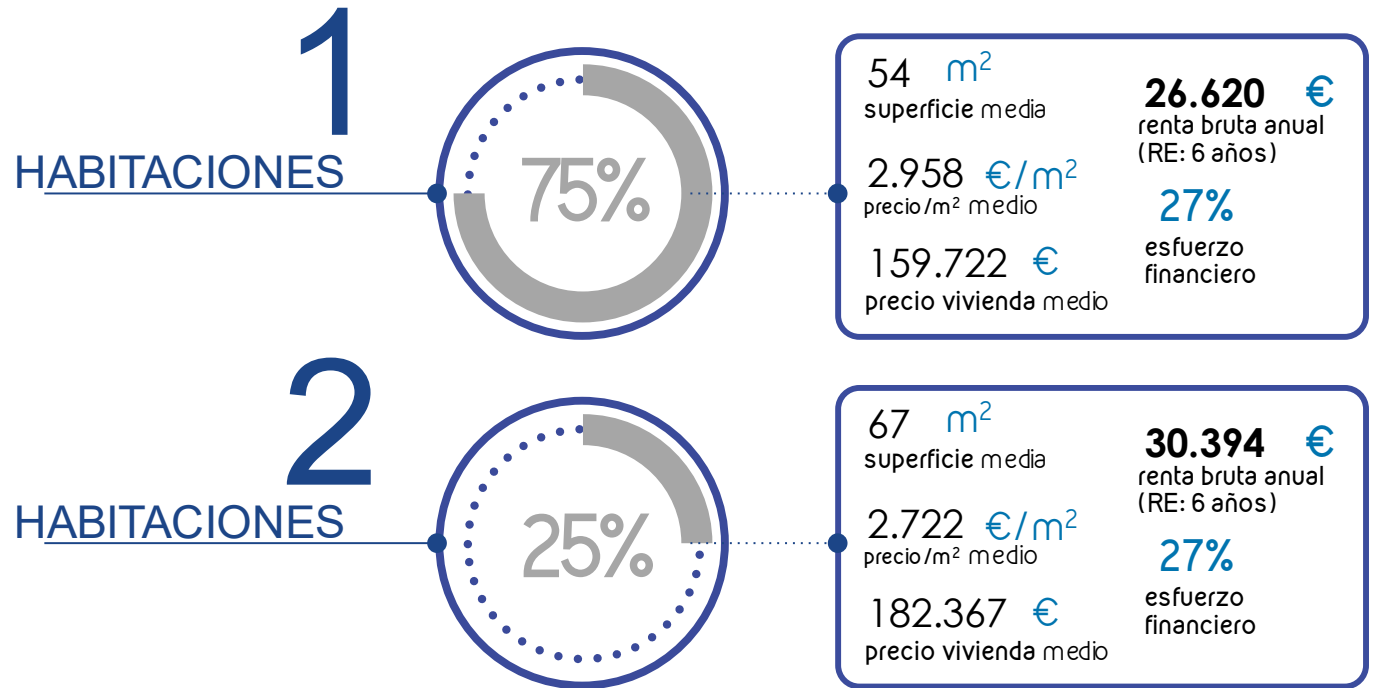 1
HABITACIONES
75%
54 m²
superficie media
2.958 €/m²
precio/m² medio
159.722 €
precio vivienda medio
26.620 €
renta bruta anual
(RE: 6 años)
27%
esfuerzo
financiero
2
HABITACIONES
25%
67 m²
superficie media
2.722 €/m²
precio/m² medio
182.367 €
precio vivienda medio
30.394 €
renta bruta anual
(RE: 6 años)
27%
esfuerzo
financiero